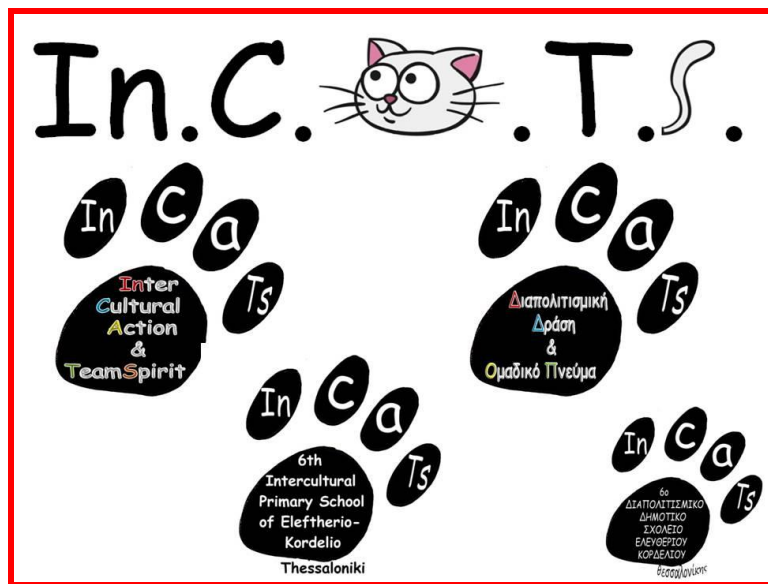 In.C. .T. .
In C a Ts
Inter
Cultural
Action
&
TeamSpirit
In C a Ts
Διαπολιτισμική
Δράση
&
Ομαδικό Πνεύμα
In C a Ts
6th
Intercultural
Primary School
of Eleftherio-
Kordelio
Thessaloniki
In C a Ts
6ο
ΔΙΑΠΟΛΙΤΙΣΜΙΚΟ
ΔΗΜΟΤΙΚΟ
ΣΧΟΛΕΙΟ
ΕΛΕΥΘΕΡΙΟΥ
ΚΟΡΔΕΛΙΟΥ
Θεσσαλονίκης